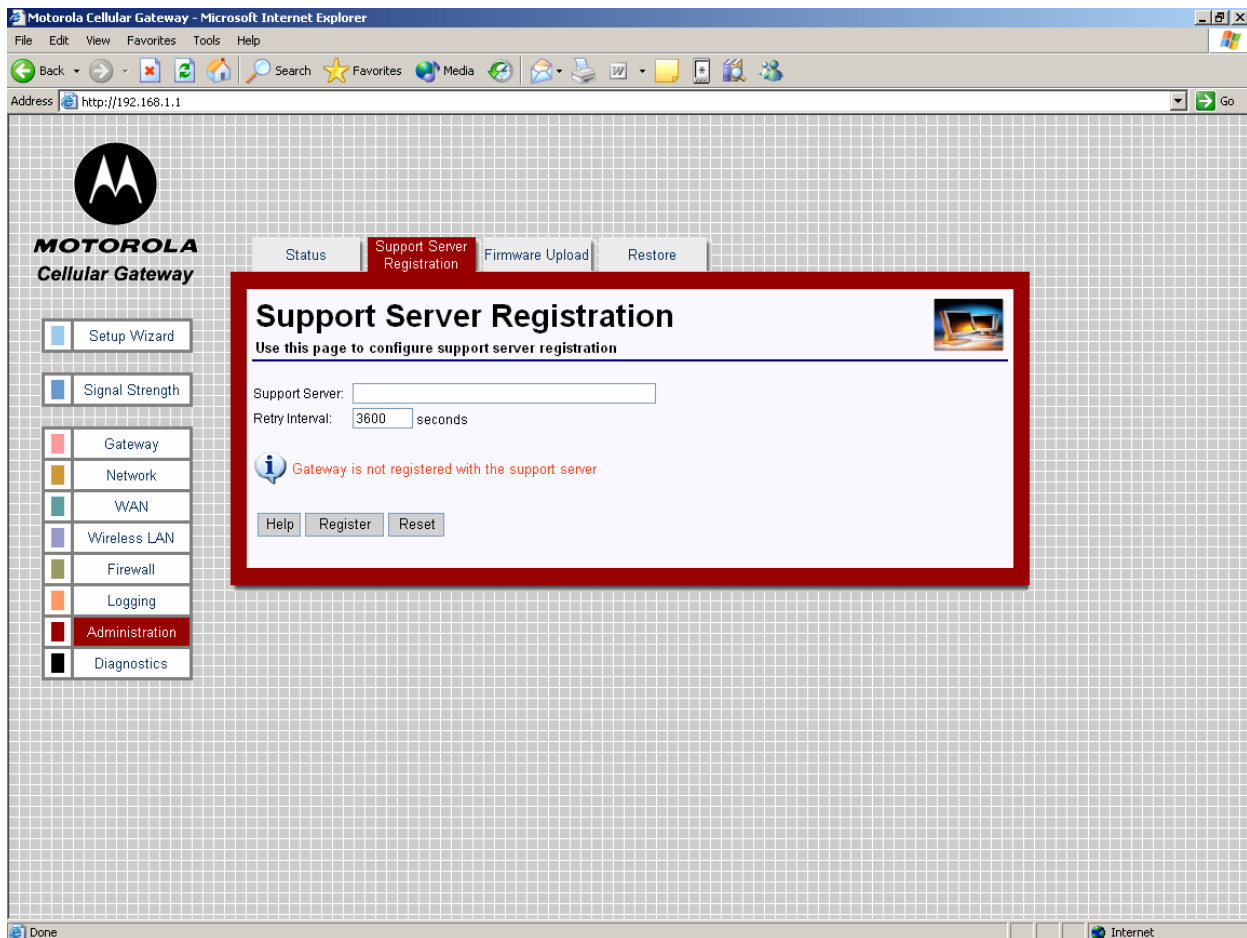 Motorola Cellular Gateway - Microsoft Internet Explorer
File Edit View Favorites Tools Help
Back Search Favorites Media
Address http://192.168.1.1 Go
MOTOROLA
Cellular Gateway
Status
Support Server
Registration
Firmware Upload
Restore
Setup Wizard
Signal Strength
Gateway
Network
WAN
Wireless LAN
Firewall
Logging
Administration
Diagnostics
Support Server Registration
Use this page to configure support server registration
Support Server:
Retry Interval: 3600 seconds
Gateway is not registered with the support server
Help Register Reset
Done Internet